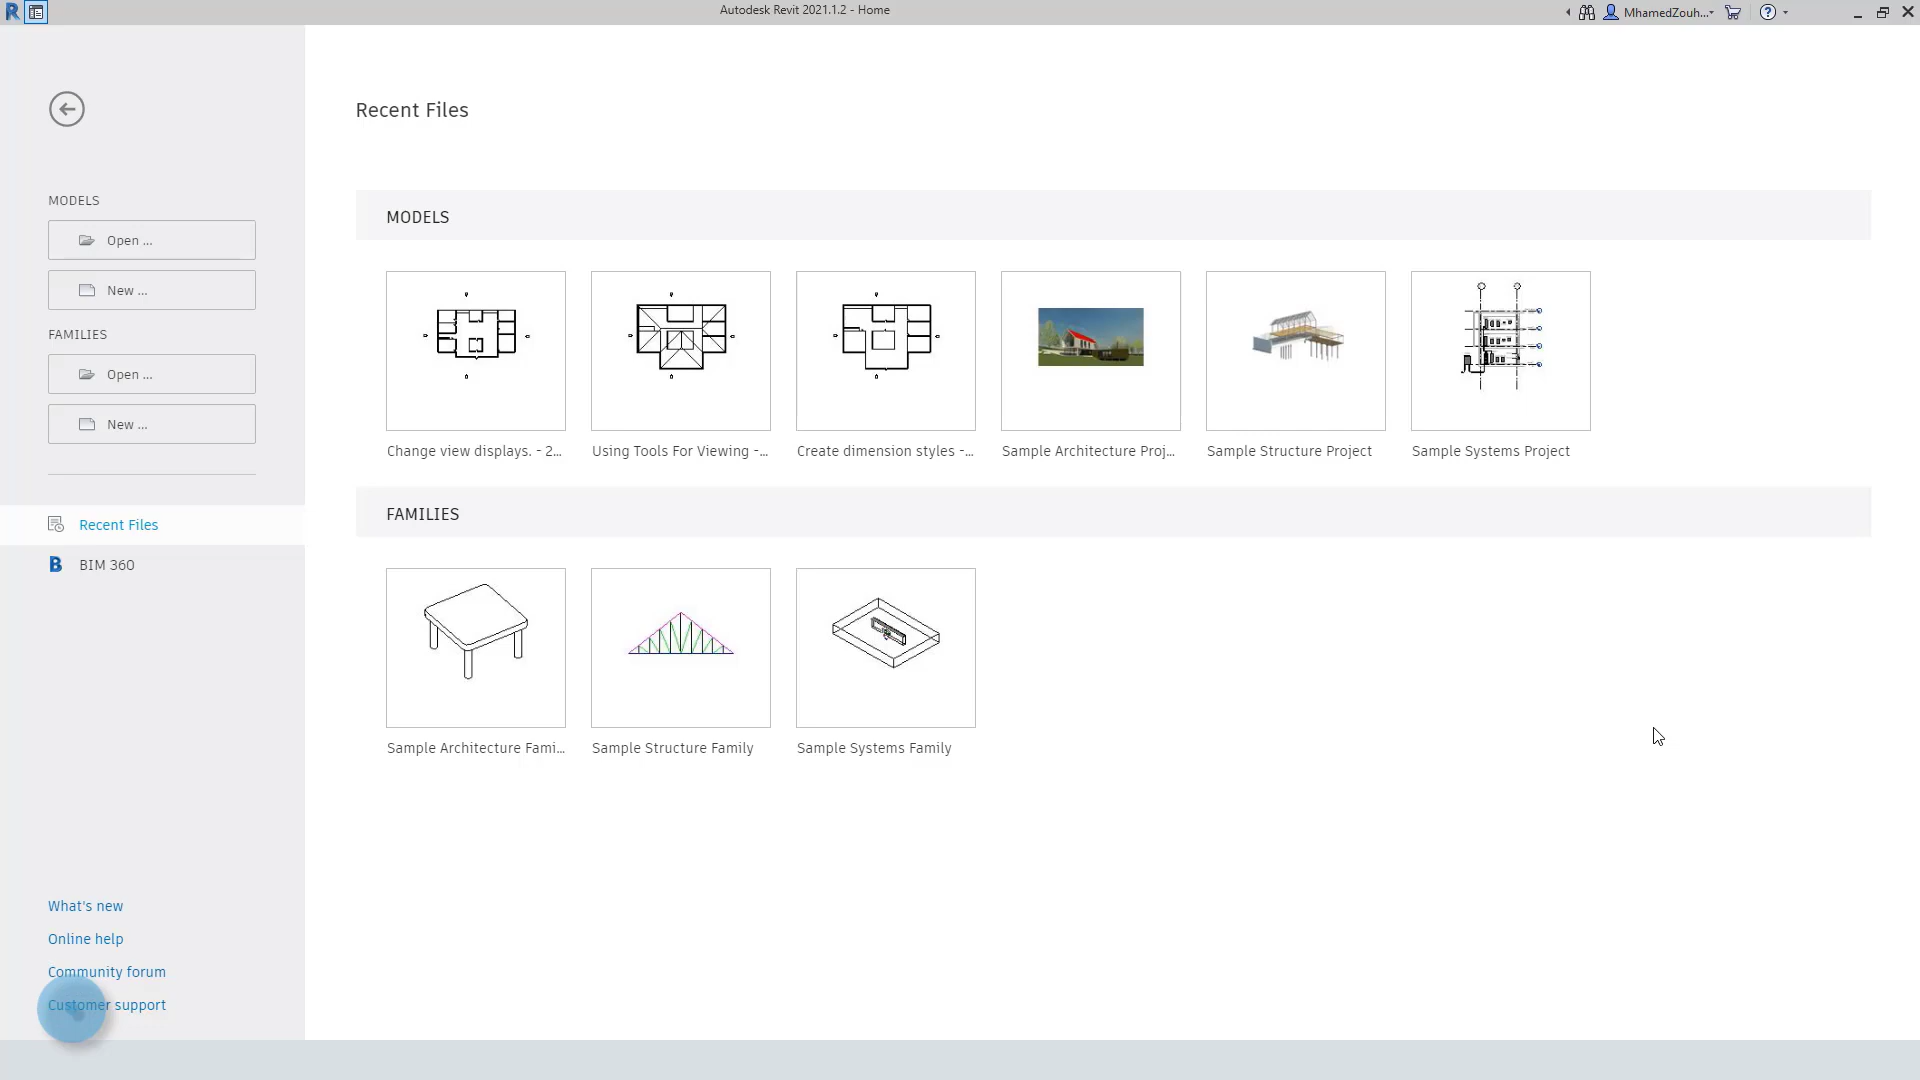 Autodesk Revit 2021.1.2 - Home
MhamedZouh...
Recent Files
MODELS
Open ...
New ...
FAMILIES
Open ...
New ...
Recent Files
BIM 360
What's new
Online help
Community forum
Customer support
MODELS
Change view displays. - 2...
Using Tools For Viewing -...
Create dimension styles -...
Sample Architecture Proj...
Sample Structure Project
Sample Systems Project
FAMILIES
Sample Architecture Fami...
Sample Structure Family
Sample Systems Family